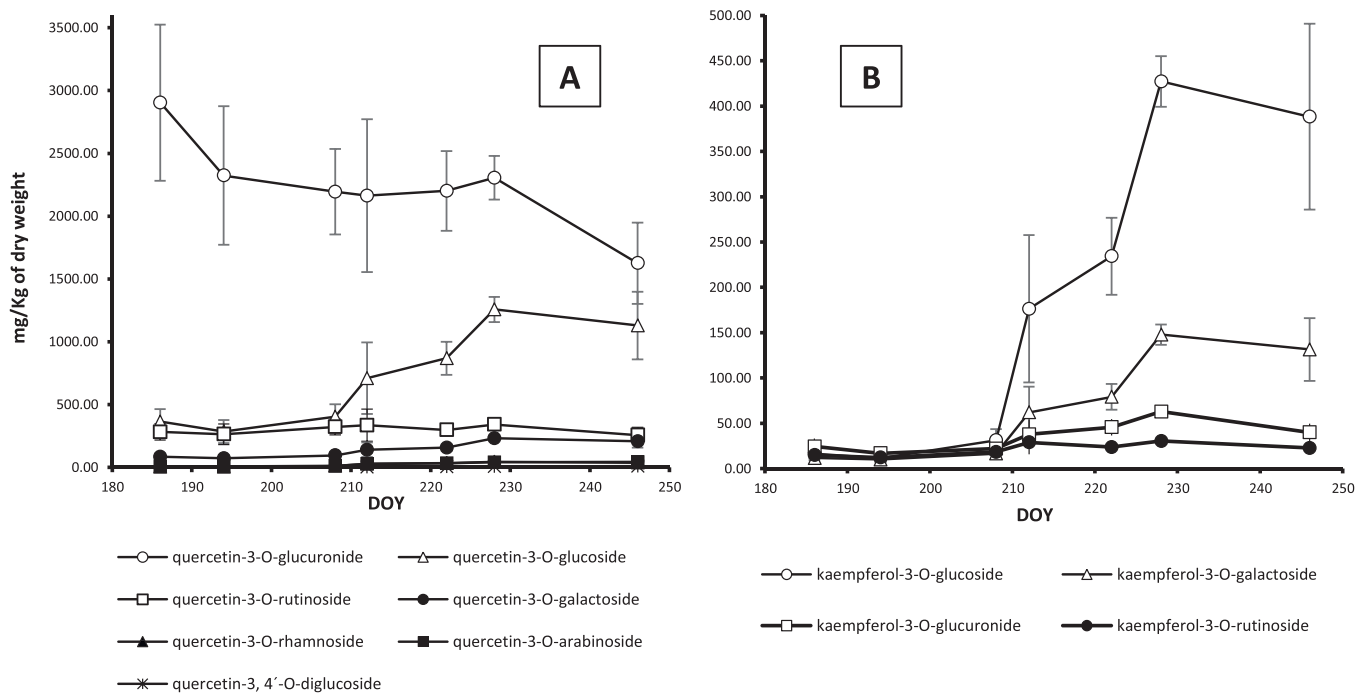 A
mg/Kg of dry weight
3500.00
3000.00
2500.00
2000.00
1500.00
1000.00
500.00
0.00
180 190 200 210 220 230 240 250
DOY
quercetin-3-O-glucuronide
quercetin-3-O-glucoside
quercetin-3-O-rutinoside
quercetin-3-O-galactoside
quercetin-3-O-rhamnoside
quercetin-3-O-arabinoside
quercetin-3, 4´-O-diglucoside
B
500.00
450.00
400.00
350.00
300.00
250.00
200.00
150.00
100.00
50.00
0.00
180 190 200 210 220 230 240 250
DOY
kaempferol-3-O-glucoside
kaempferol-3-O-galactoside
kaempferol-3-O-glucuronide
kaempferol-3-O-rutinoside